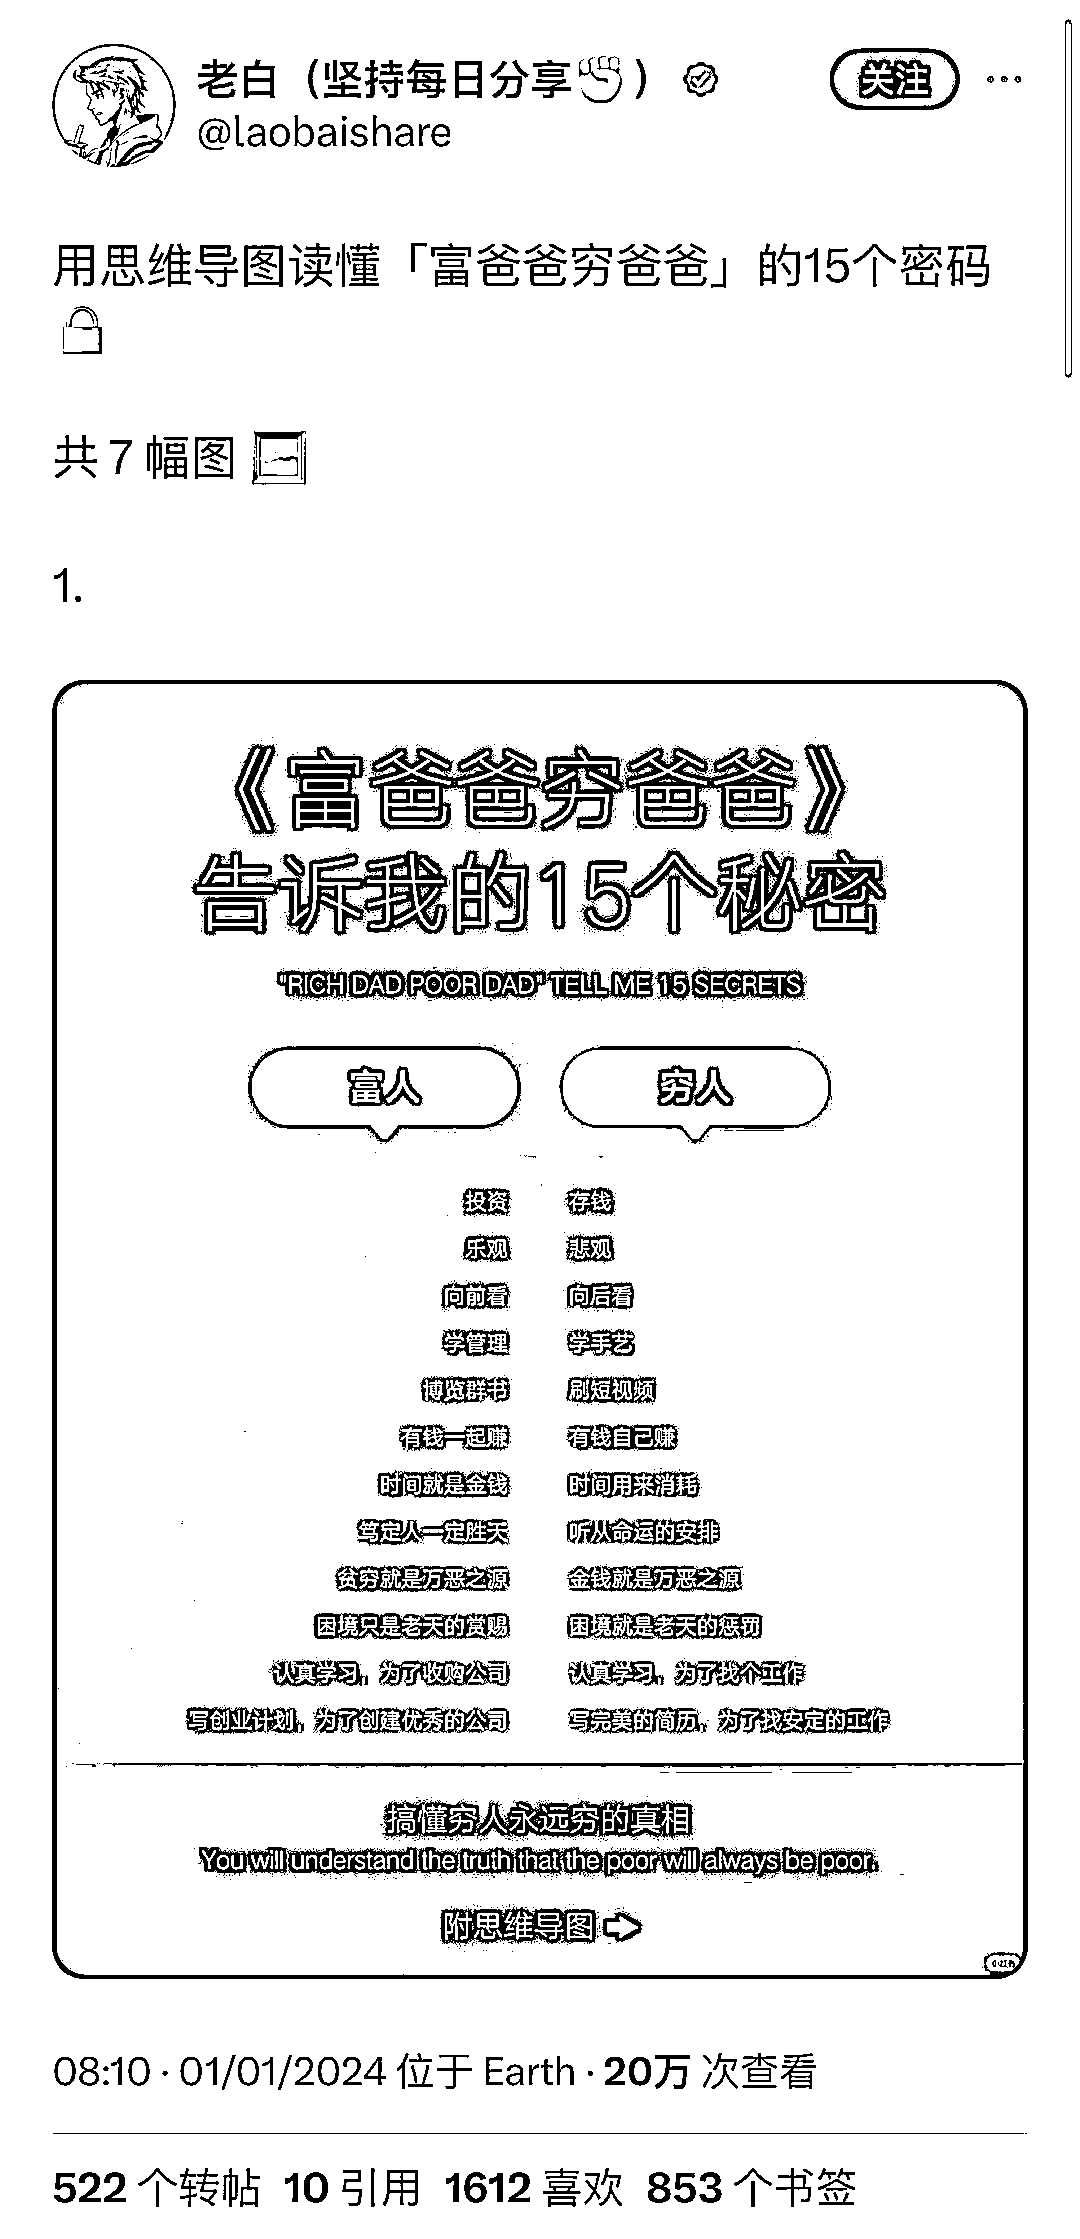 老白（坚持每日分享✊）
关注
@laobaishare
用思维导图读懂「富爸爸穷爸爸」的15个密码
🔒
共 7 幅图 🖼
1.
《富爸爸穷爸爸》
告诉我的15个秘密
"RICH DAD POOR DAD" TELL ME 15 SECRETS
富人 穷人
投资 存钱
乐观 悲观
向前看 向后看
学管理 学手艺
博览群书 刷短视频
有钱一起赚 有钱自己赚
时间就是金钱 时间用来消耗
笃定人一定胜天 听从命运的安排
贫穷就是万恶之源 金钱就是万恶之源
困境只是老天的赏赐 困境就是老天的惩罚
认真学习，为了收购公司 认真学习，为了找个工作
写创业计划，为了创建优秀的公司 写完美的简历，为了找安定的工作
搞懂穷人永远穷的真相
You will understand the truth that the poor will always be poor.
附思维导图
08:10 · 01/01/2024 位于 Earth · 20万 次查看
522 个转帖 10 引用 1612 喜欢 853 个书签